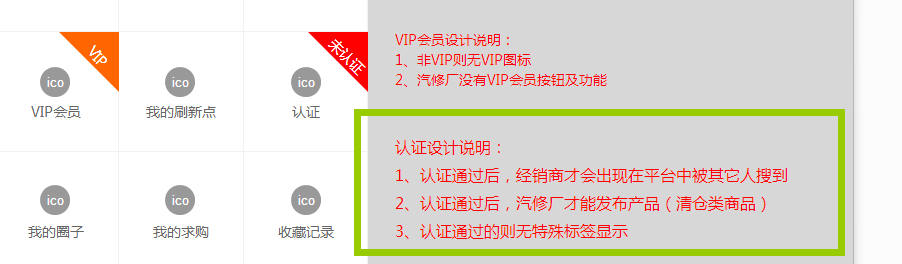 VIP
未认证
ico
ico
ico
VIP会员
我的刷新点
认证
ico
ico
ico
我的圈子
我的求购
收藏记录
VIP会员设计说明：
1、非VIP则无VIP图标
2、汽修厂没有VIP会员按钮及功能
认证设计说明：
1、认证通过后，经销商才会出现在平台中被其它人搜到
2、认证通过后，汽修厂才能发布产品（清仓类商品）
3、认证通过的则无特殊标签显示